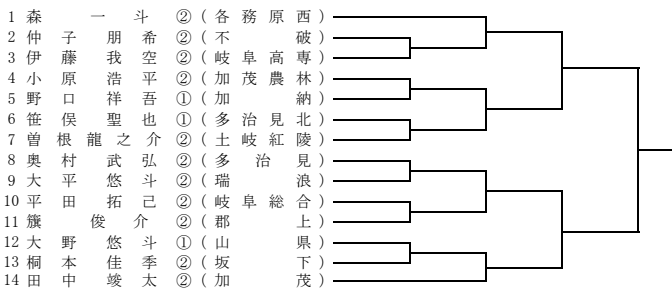 1 森 一 斗 ② ( 各 務 原 西 )
2 仲 子 朋 希 ② ( 不 破 )
3 伊 藤 我 空 ② ( 岐 阜 高 専 )
4 小 原 浩 平 ② ( 加 茂 農 林 )
5 野 口 祥 吾 ① ( 加 納 )
6 笹 俣 聖 也 ① ( 多 治 見 北 )
7 曽 根 龍 之 介 ② ( 土 岐 紅 陵 )
8 奥 村 武 弘 ② ( 多 治 見 )
9 大 平 悠 斗 ② ( 瑞 浪 )
10 平 田 拓 己 ② ( 岐 阜 総 合 )
11 籏 俊 介 ② ( 郡 上 )
12 大 野 悠 斗 ① ( 山 県 )
13 桐 本 佳 季 ② ( 坂 下 )
14 田 中 竣 太 ② ( 加 茂 )